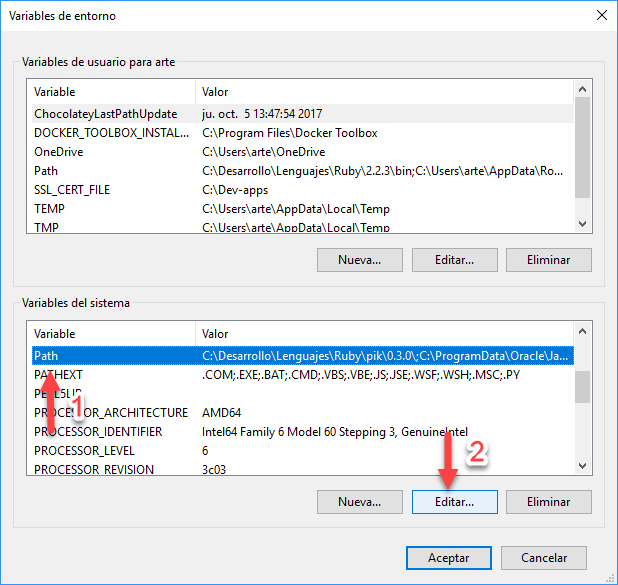 Variables de entorno
Variables de usuario para arte
Variable Valor
ChocolateyLastPathUpdate ju. oct. 5 13:47:54 2017
DOCKER_TOOLBOX_INSTAL... C:\Program Files\Docker Toolbox
OneDrive C:\Users\arte\OneDrive
Path C:\Desarrollo\Lenguajes\Ruby\2.2.3\bin;C:\Users\arte\AppData\Ro...
SSL_CERT_FILE C:\Dev-apps
TEMP C:\Users\arte\AppData\Local\Temp
TMP C:\Users\arte\AppData\Local\Temp
Nueva... Editar... Eliminar
Variables del sistema
Variable Valor
Path C:\Desarrollo\Lenguajes\Ruby\pik\0.3.0\;C:\ProgramData\Oracle\Ja...
PATHEXT .COM;.EXE;.BAT;.CMD;.VBS;.VBE;.JS;.JSE;.WSF;.WSH;.MSC;.PY
PERL5LIB
1
PROCESSOR_ARCHITECTURE AMD64
PROCESSOR_IDENTIFIER Intel64 Family 6 Model 60 Stepping 3, GenuineIntel
PROCESSOR_LEVEL 6
2
PROCESSOR_REVISION 3c03
Nueva... Editar... Eliminar
Aceptar Cancelar